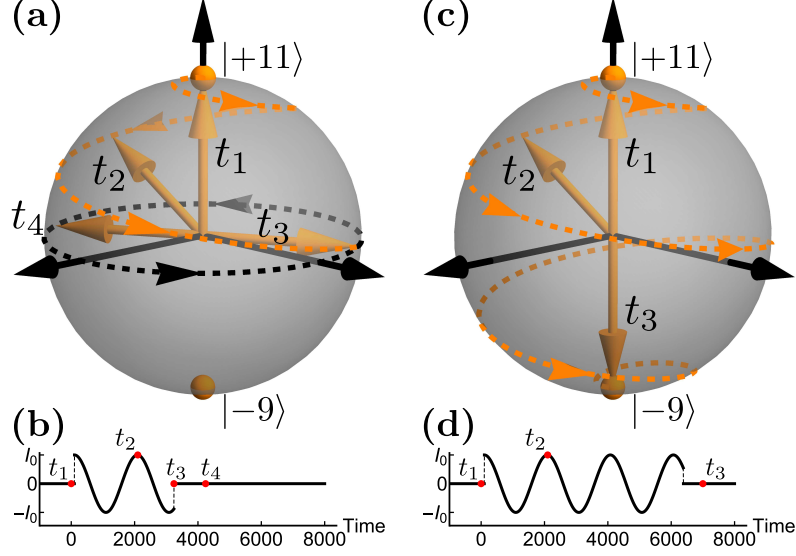 (a)
|+11⟩
t₁
t₂
t₃
t₄
|−9⟩
(b)
I₀
0
−I₀
t₁
t₂
t₃
t₄
0 2000 4000 6000 8000
Time
(c)
|+11⟩
t₁
t₂
t₃
|−9⟩
(d)
I₀
0
−I₀
t₁
t₂
t₃
0 2000 4000 6000 8000
Time